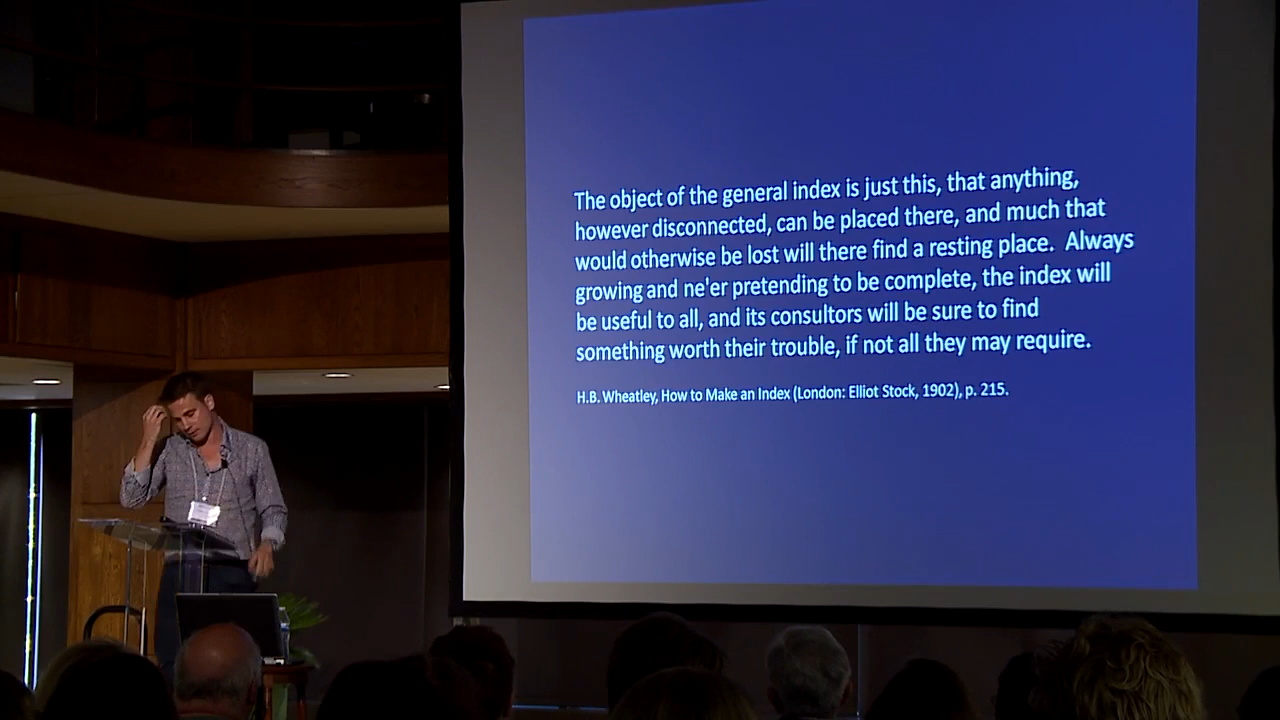 The object of the general index is just this, that anything,
however disconnected, can be placed there, and much that
would otherwise be lost will there find a resting place.  Always
growing and ne'er pretending to be complete, the index will
be useful to all, and its consultors will be sure to find
something worth their trouble, if not all they may require.
H.B. Wheatley, How to Make an Index (London: Elliot Stock, 1902), p. 215.